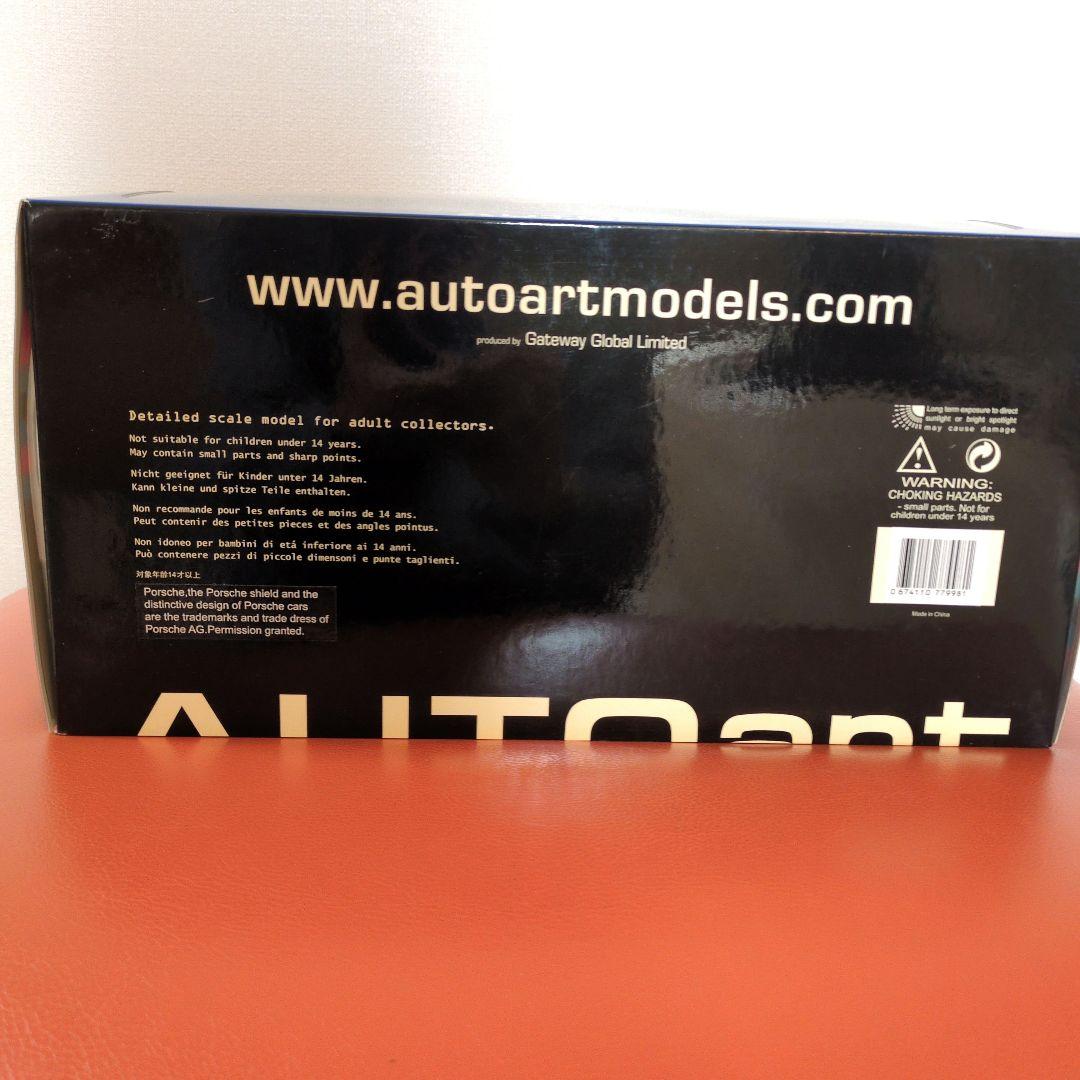 www.autoartmodels.com
produced by Gateway Global Limited
Detailed scale model for adult collectors.
Not suitable for children under 14 years.
May contain small parts and sharp points.
Nicht geeignet für Kinder unter 14 Jahren.
Kann kleine und spitze Teile enthalten.
Non recommande pour les enfants de moins de 14 ans.
Peut contenir des petites pieces et des angles pointus.
Non idoneo per bambini di etá inferiore ai 14 anni.
Può contenere pezzi di piccole dimensoni e punte taglienti.
対象年齢14才以上
Porsche,the Porsche shield and the
distinctive design of Porsche cars
are the trademarks and trade dress of
Porsche AG.Permission granted.
Long term exposure to direct
sunlight or bright spotlight
may cause damage
WARNING:
CHOKING HAZARDS
- small parts. Not for
children under 14 years
0 674110 779981
Made in China
AUTOart